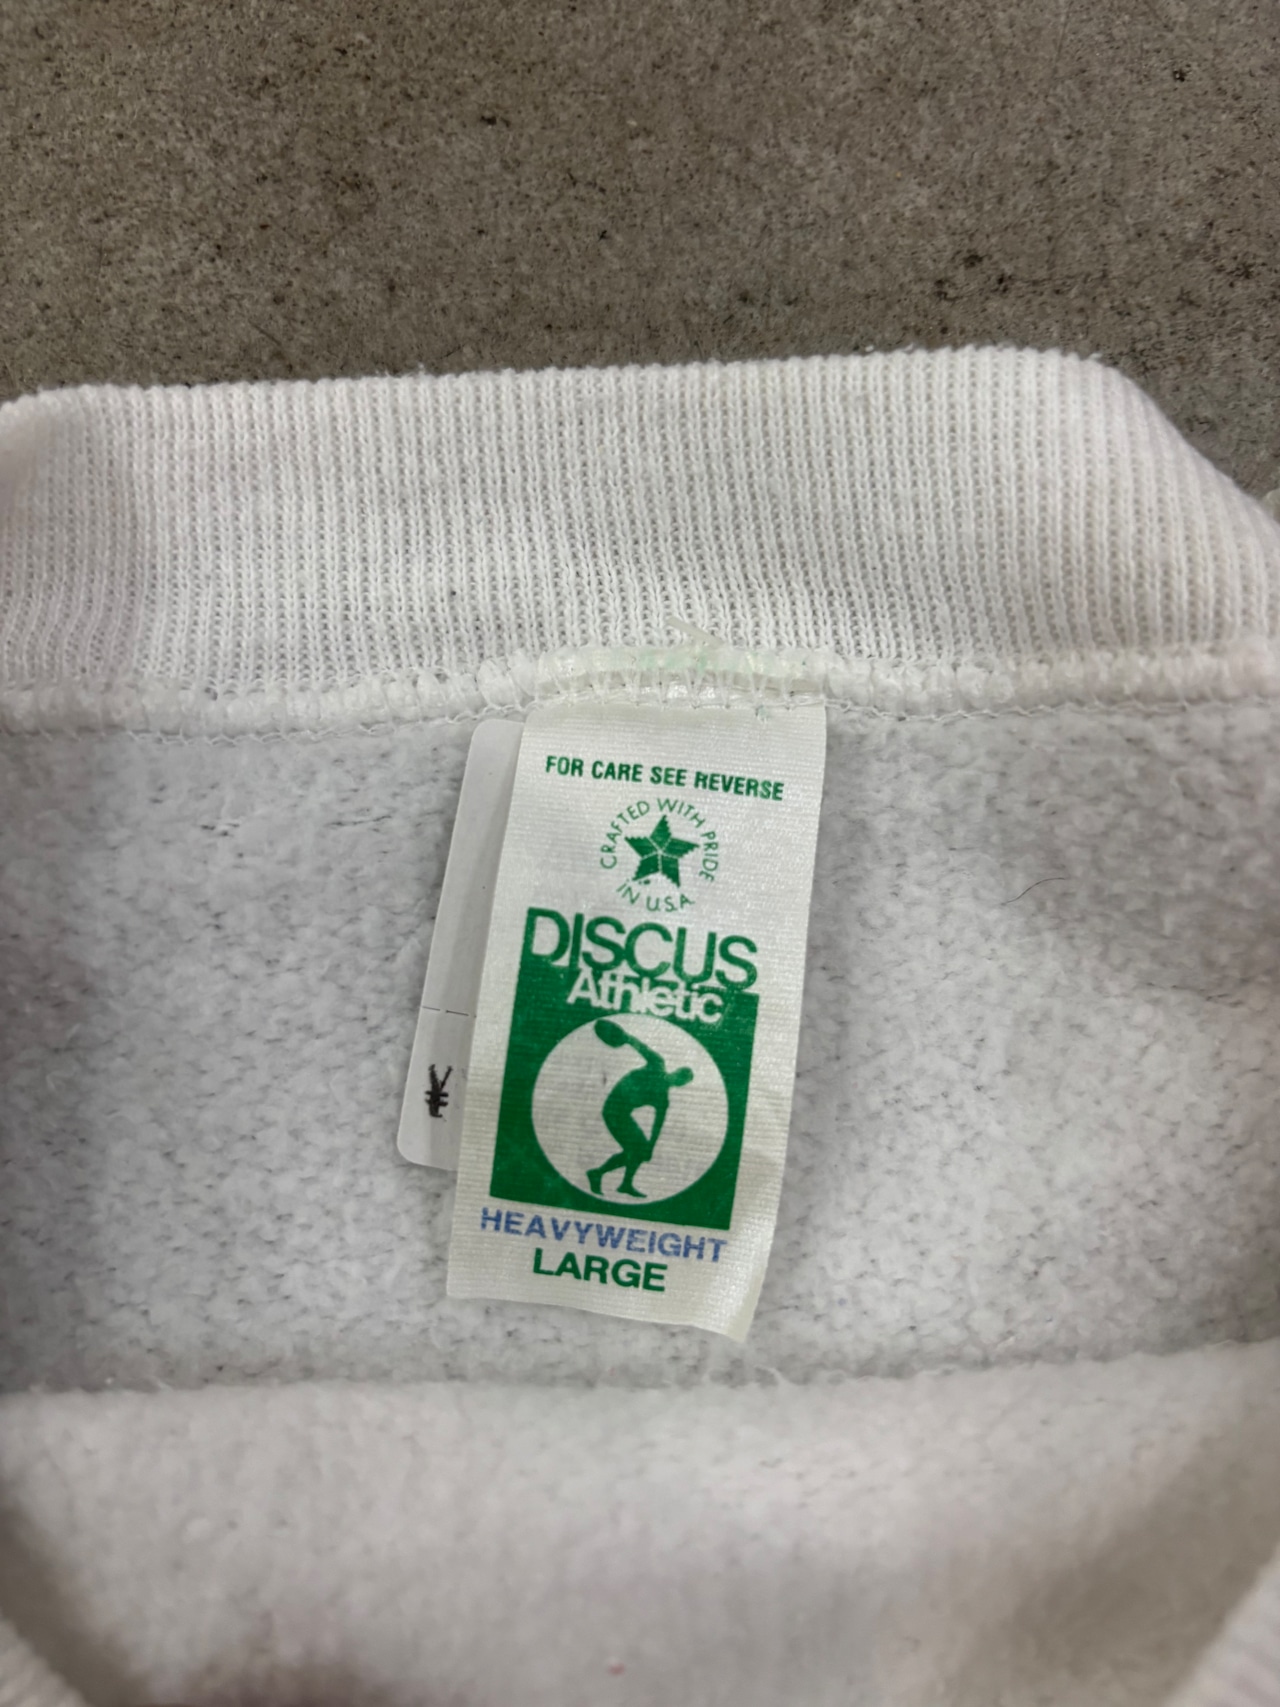 FOR CARE SEE REVERSE
CRAFTED WITH PRIDE
IN U.S.A
DISCUS
Athletic
HEAVYWEIGHT
LARGE
¥